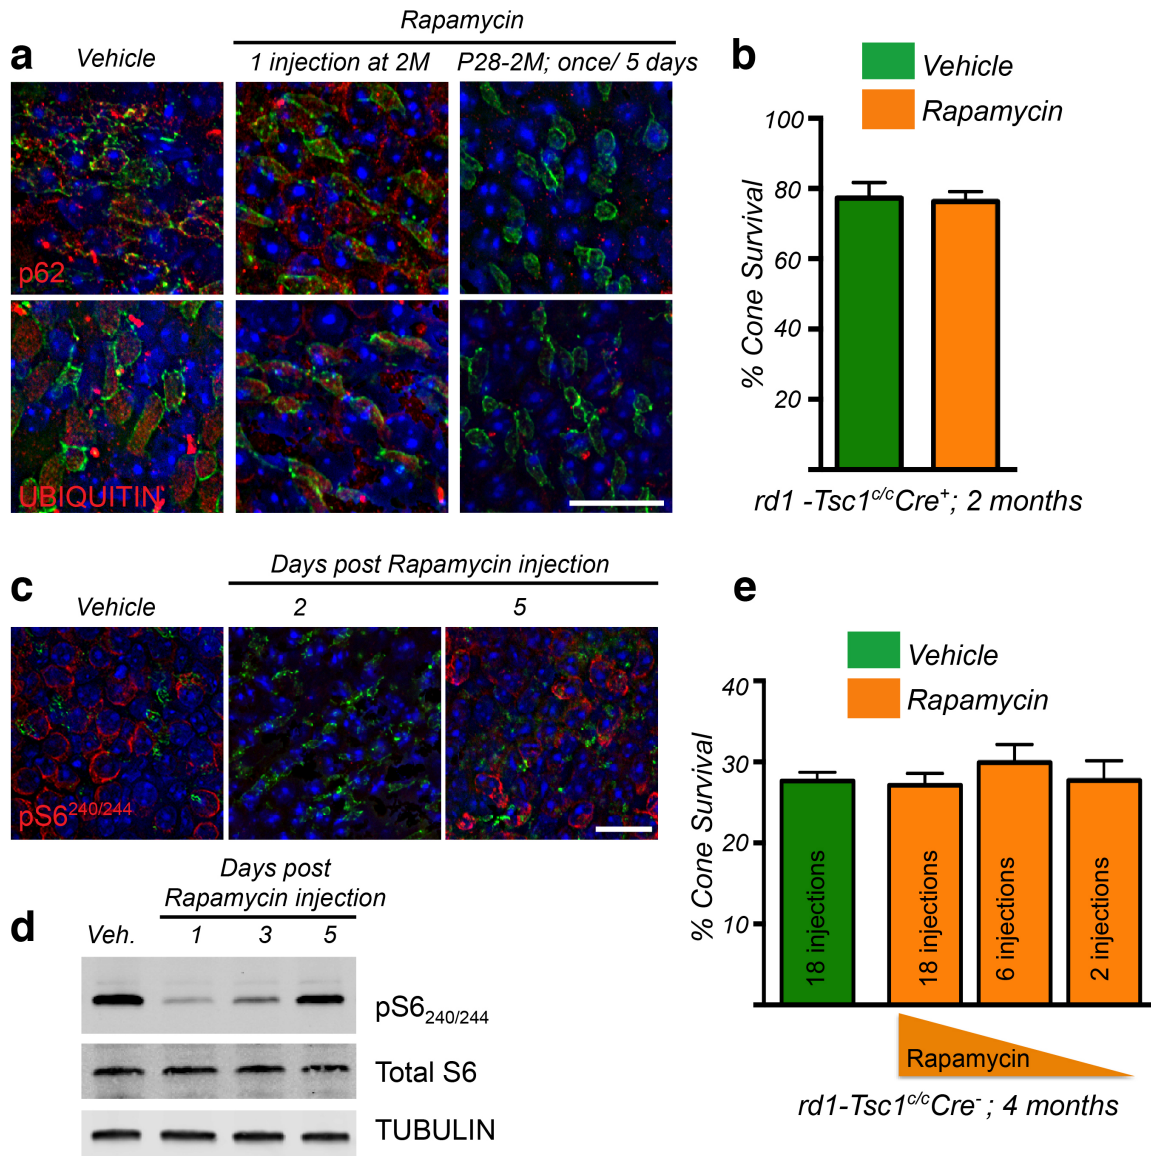 a
Vehicle
Rapamycin
1 injection at 2M
P28-2M; once/ 5 days
p62
UBIQUITIN
b
Vehicle
Rapamycin
% Cone Survival
100
80
60
40
20
rd1 -Tsc1c/cCre+; 2 months
c
Vehicle
Days post Rapamycin injection
2
5
pS6240/244
d
Days post
Rapamycin injection
Veh.
1
3
5
pS6240/244
Total S6
TUBULIN
e
Vehicle
Rapamycin
% Cone Survival
40
30
20
10
18 injections
18 injections
6 injections
2 injections
Rapamycin
rd1-Tsc1c/cCre- ; 4 months